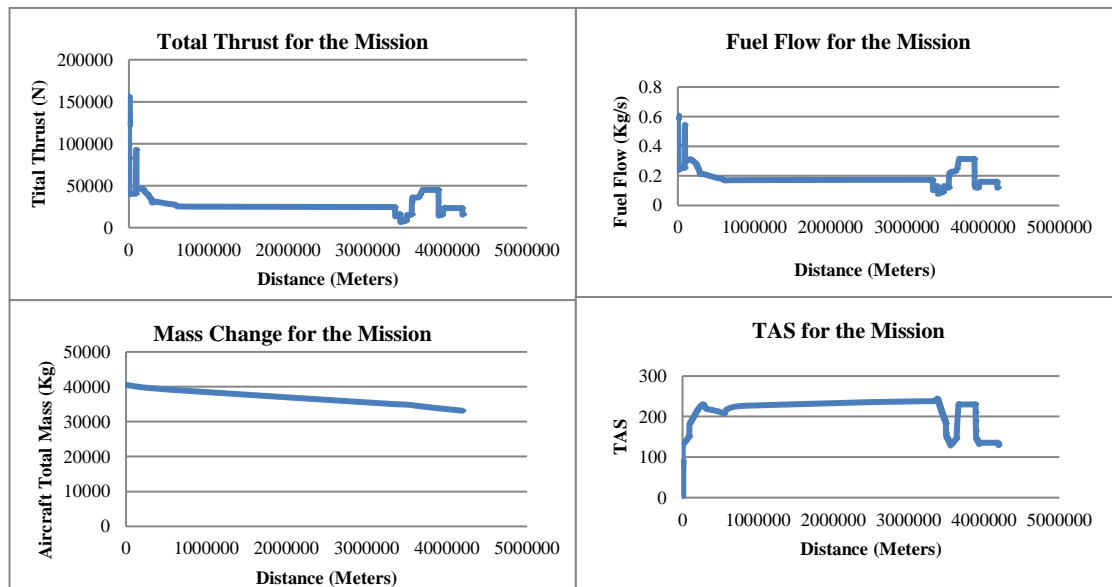 Total Thrust for the Mission
Tital Thrust (N)
200000
150000
100000
50000
0
0 1000000 2000000 3000000 4000000 5000000
Distance (Meters)
Fuel Flow for the Mission
Fuel Flow (Kg/s)
0.8
0.6
0.4
0.2
0
0 1000000 2000000 3000000 4000000 5000000
Distance (Meters)
Mass Change for the Mission
Aircraft Total Mass (Kg)
50000
40000
30000
20000
10000
0
0 1000000 2000000 3000000 4000000 5000000
Distance (Meters)
TAS for the Mission
TAS
300
200
100
0
0 1000000 2000000 3000000 4000000 5000000
Distance (Meters)